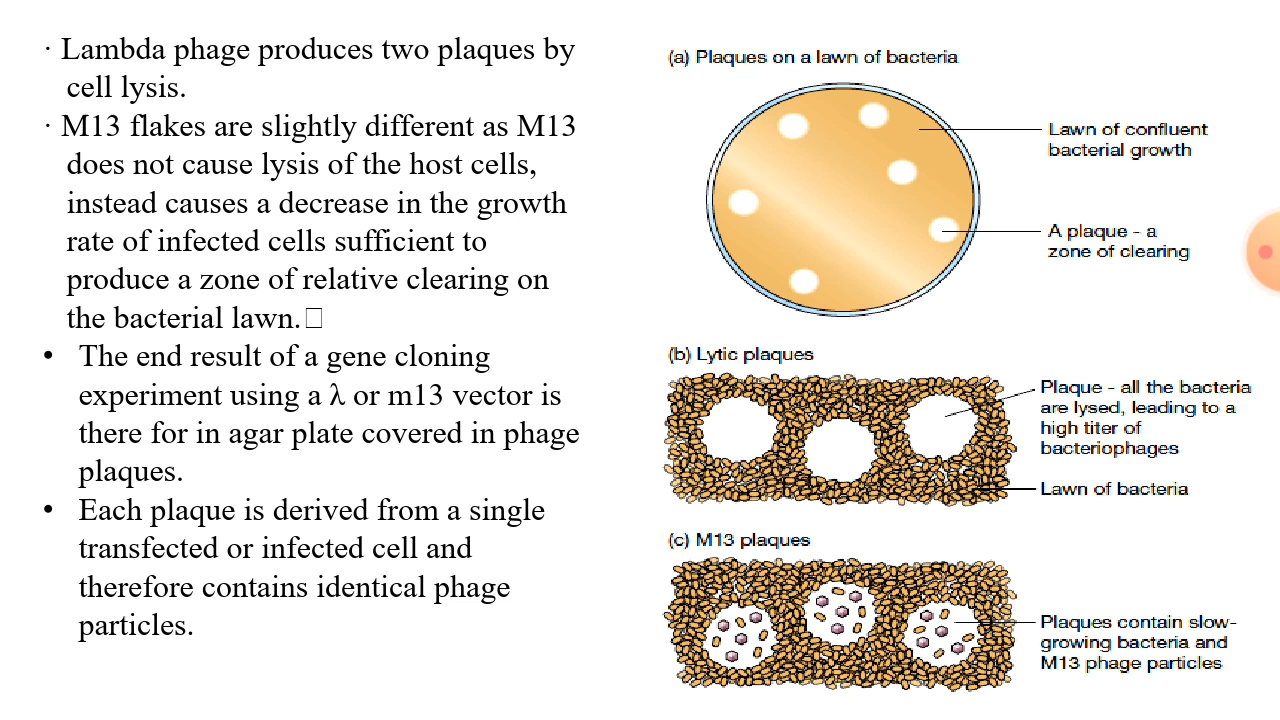 · Lambda phage produces two plaques by
cell lysis.
· M13 flakes are slightly different as M13
does not cause lysis of the host cells,
instead causes a decrease in the growth
rate of infected cells sufficient to
produce a zone of relative clearing on
the bacterial lawn.
• The end result of a gene cloning
experiment using a λ or m13 vector is
there for in agar plate covered in phage
plaques.
• Each plaque is derived from a single
transfected or infected cell and
therefore contains identical phage
particles.
(a) Plaques on a lawn of bacteria
Lawn of confluent
bacterial growth
A plaque - a
zone of clearing
(b) Lytic plaques
Plaque - all the bacteria
are lysed, leading to a
high titer of
bacteriophages
Lawn of bacteria
(c) M13 plaques
Plaques contain slow-
growing bacteria and
M13 phage particles